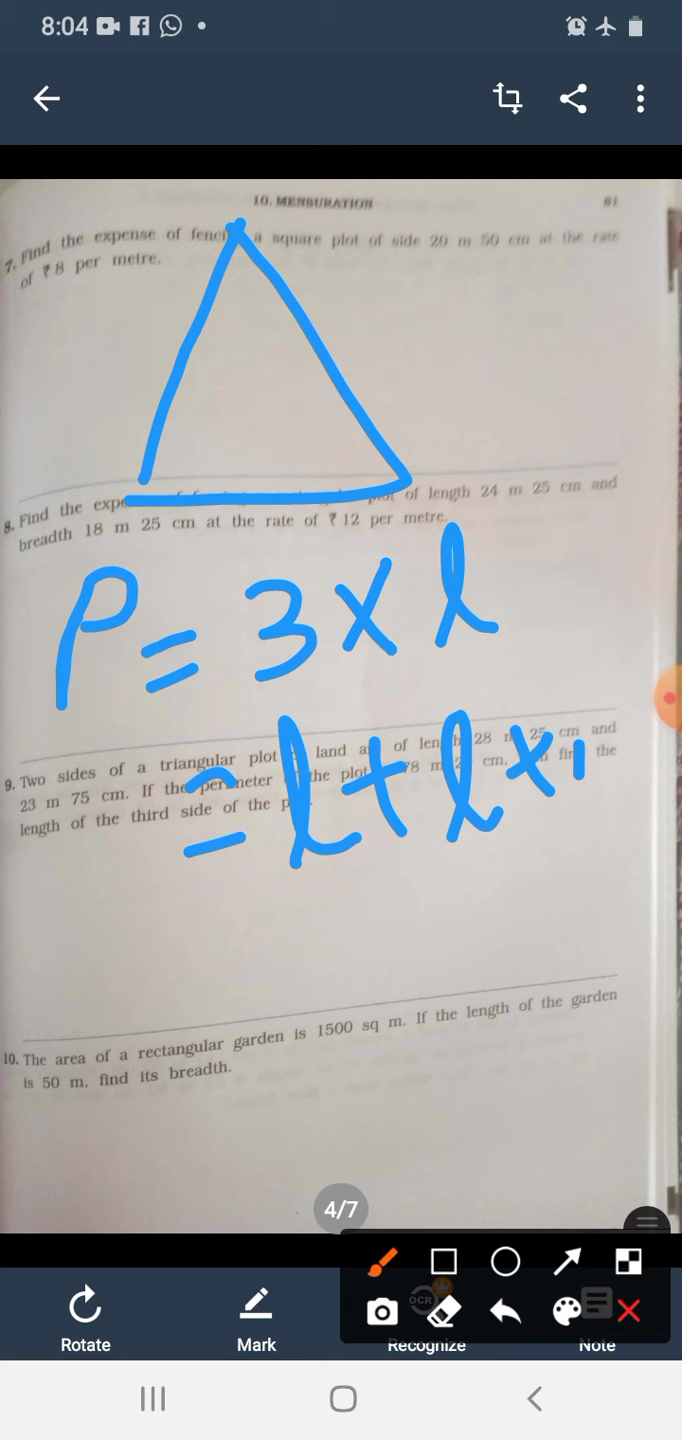 8:04
10. MENSURATION
81
7. Find the expense of a square plot of side 20 m 50 cm at the rate
of ₹8 per metre.
8. Find the of length 24 m 25 cm and
breadth 18 m 25 cm at the rate of ₹12 per metre.
P = 3 × l
= l + l × 1
9. Two sides of a triangular plot land of 28 25 cm and
23 m 75 cm. If the perimeter the plot cm. the
length of the third side of the
10. The area of a rectangular garden is 1500 sq m. If the length of the garden
is 50 m. find its breadth.
4/7
OCR
Rotate
Mark
Recognize
Note